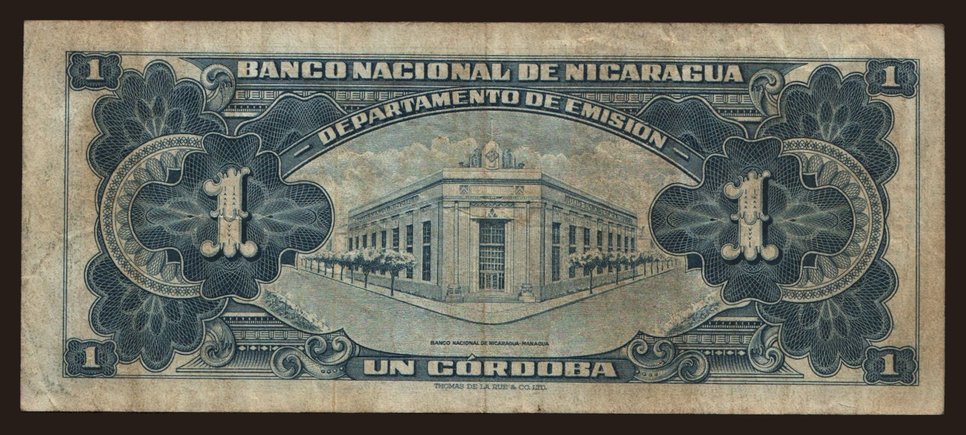 1 1
BANCO NACIONAL DE NICARAGUA
— DEPARTAMENTO DE EMISION —
1 1
BANCO NACIONAL DE NICARAGUA-MANAGUA
1 1
UN CÓRDOBA
THOMAS DE LA RUE & CO. LTD.